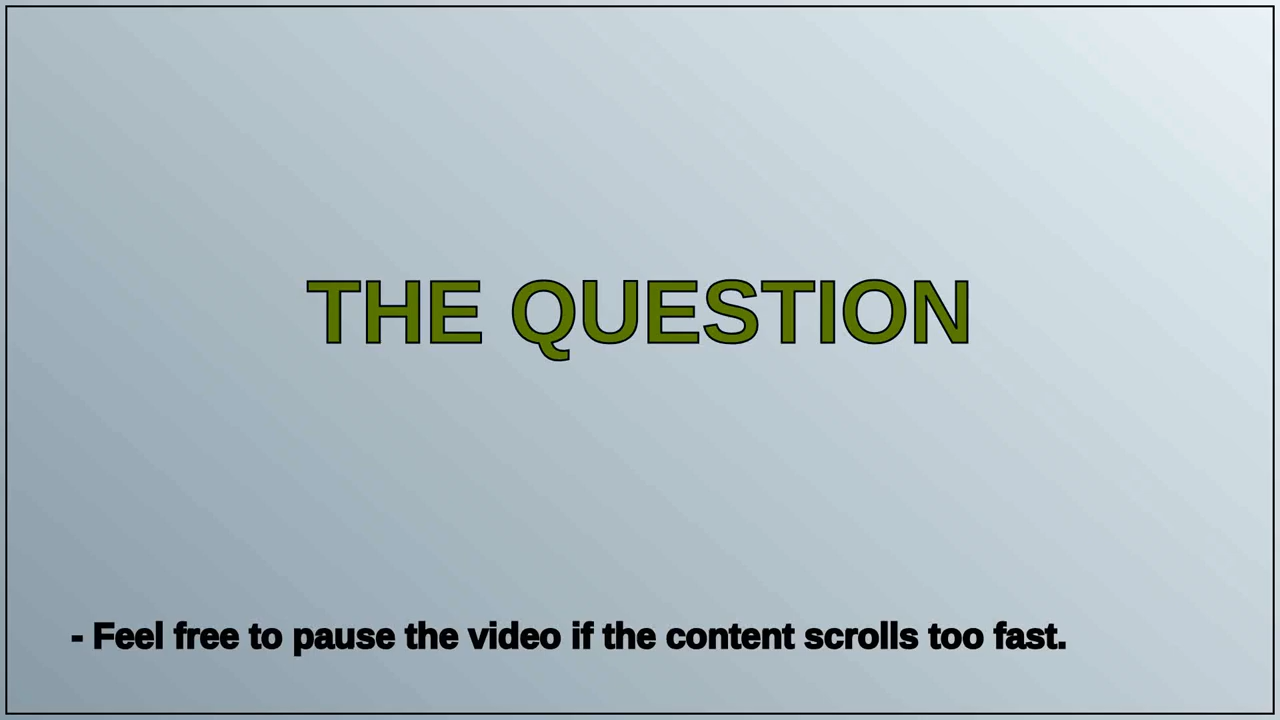 THE QUESTION
- Feel free to pause the video if the content scrolls too fast.